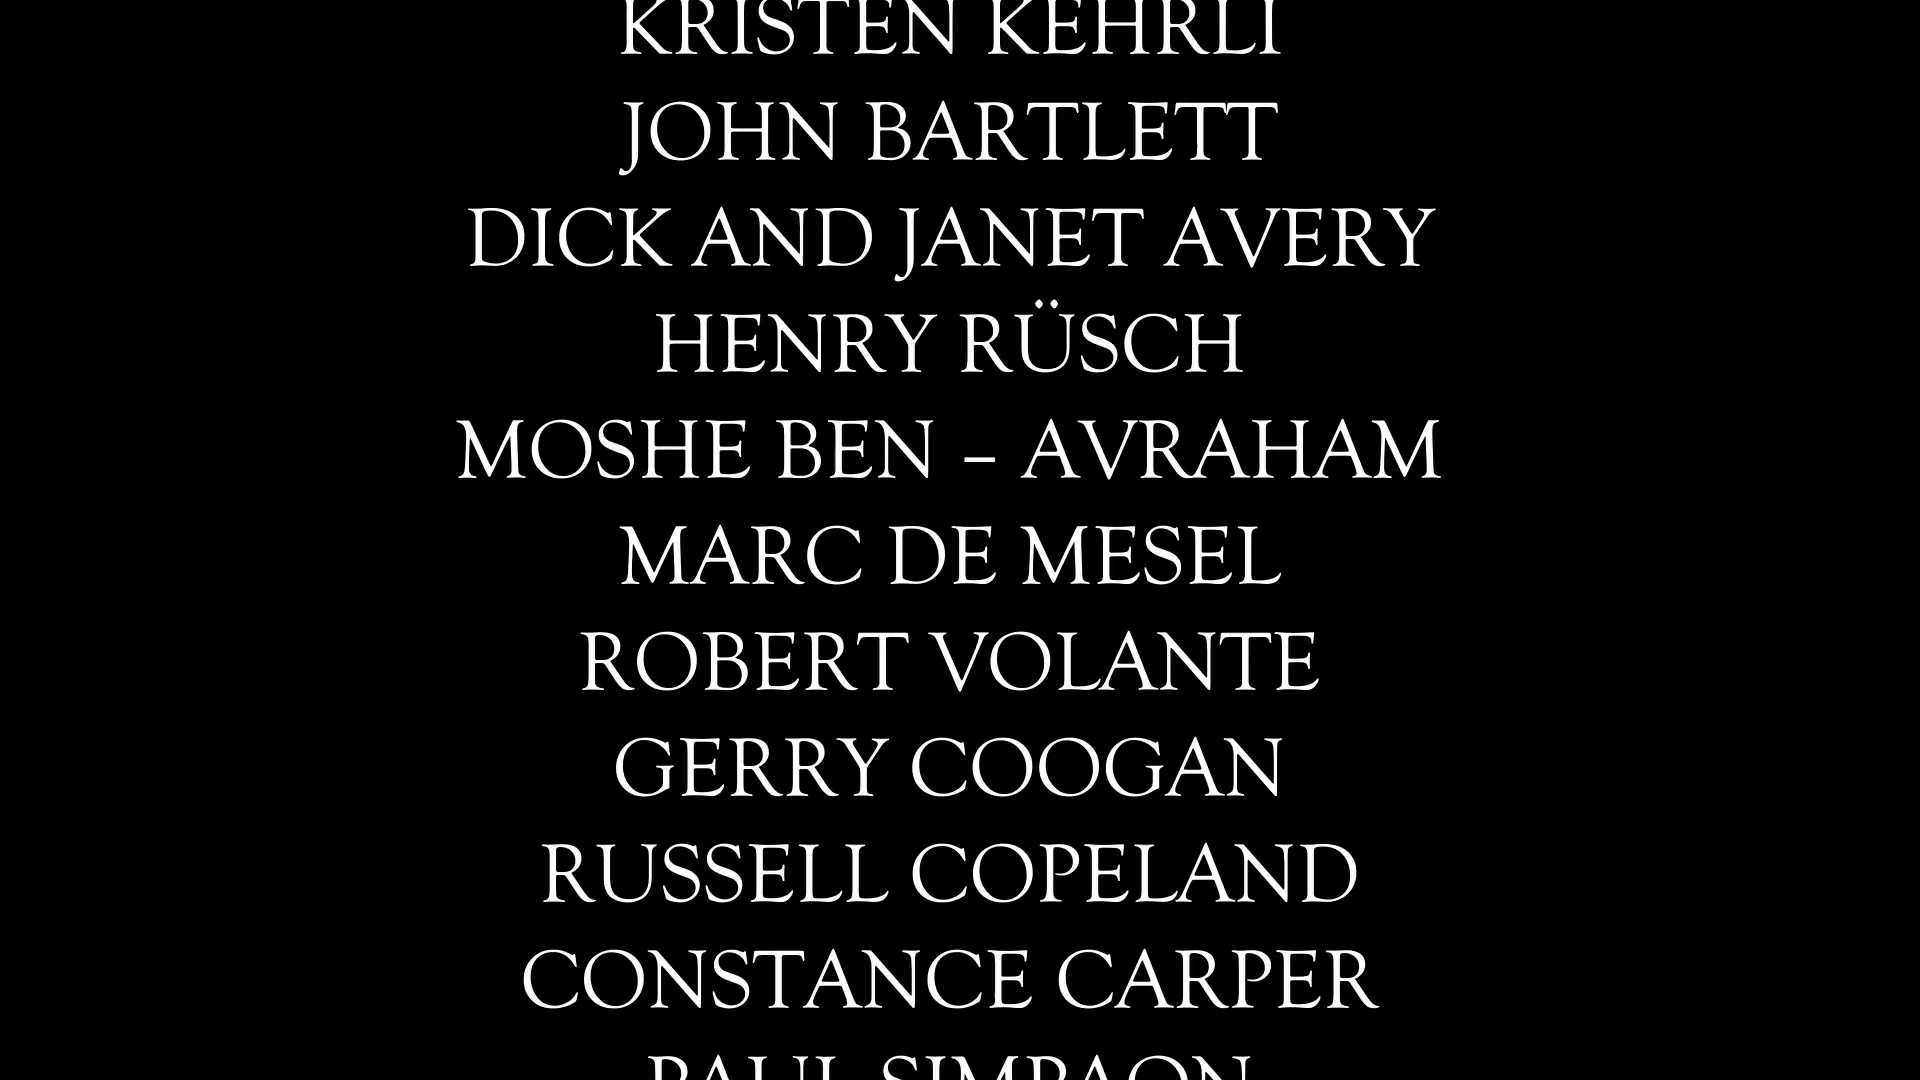 KRISTEN KEHRLI
JOHN BARTLETT
DICK AND JANET AVERY
HENRY RÜSCH
MOSHE BEN – AVRAHAM
MARC DE MESEL
ROBERT VOLANTE
GERRY COOGAN
RUSSELL COPELAND
CONSTANCE CARPER
PAUL